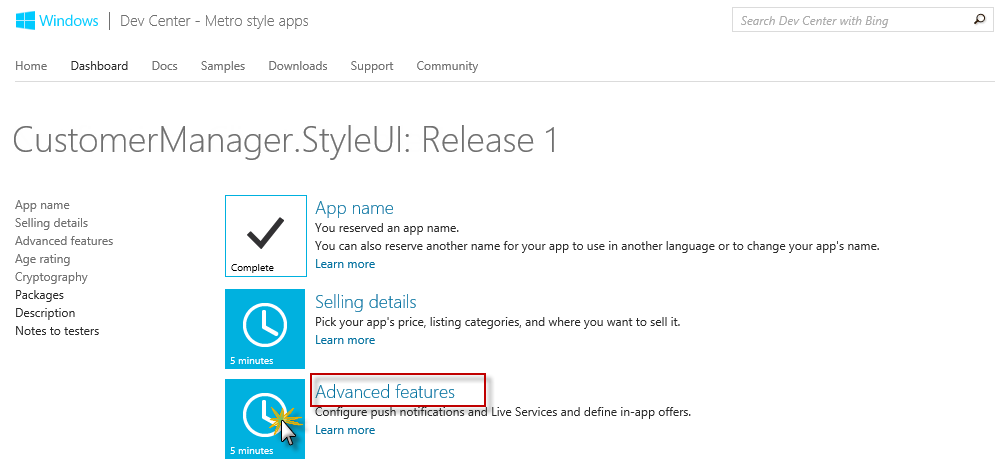 Windows | Dev Center - Metro style apps
Search Dev Center with Bing
Home Dashboard Docs Samples Downloads Support Community
CustomerManager.StyleUI: Release 1
App name
Selling details
Advanced features
Age rating
Cryptography
Packages
Description
Notes to testers
Complete
App name
You reserved an app name.
You can also reserve another name for your app to use in another language or to change your app's name.
Learn more
5 minutes
Selling details
Pick your app's price, listing categories, and where you want to sell it.
Learn more
5 minutes
Advanced features
Configure push notifications and Live Services and define in-app offers.
Learn more